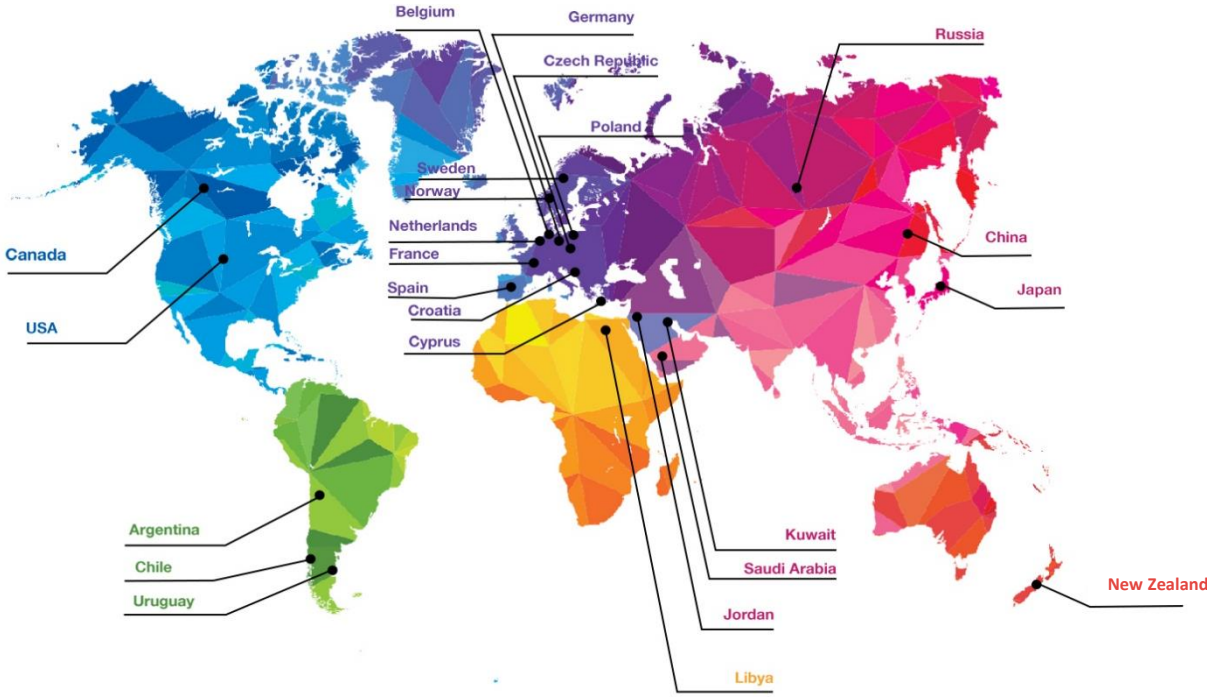 Belgium
Germany
Russia
Czech Republic
Poland
Sweden
Norway
Netherlands
China
Canada
France
Spain
Japan
Croatia
USA
Cyprus
Argentina
Kuwait
Chile
Saudi Arabia
New Zealand
Uruguay
Jordan
Libya